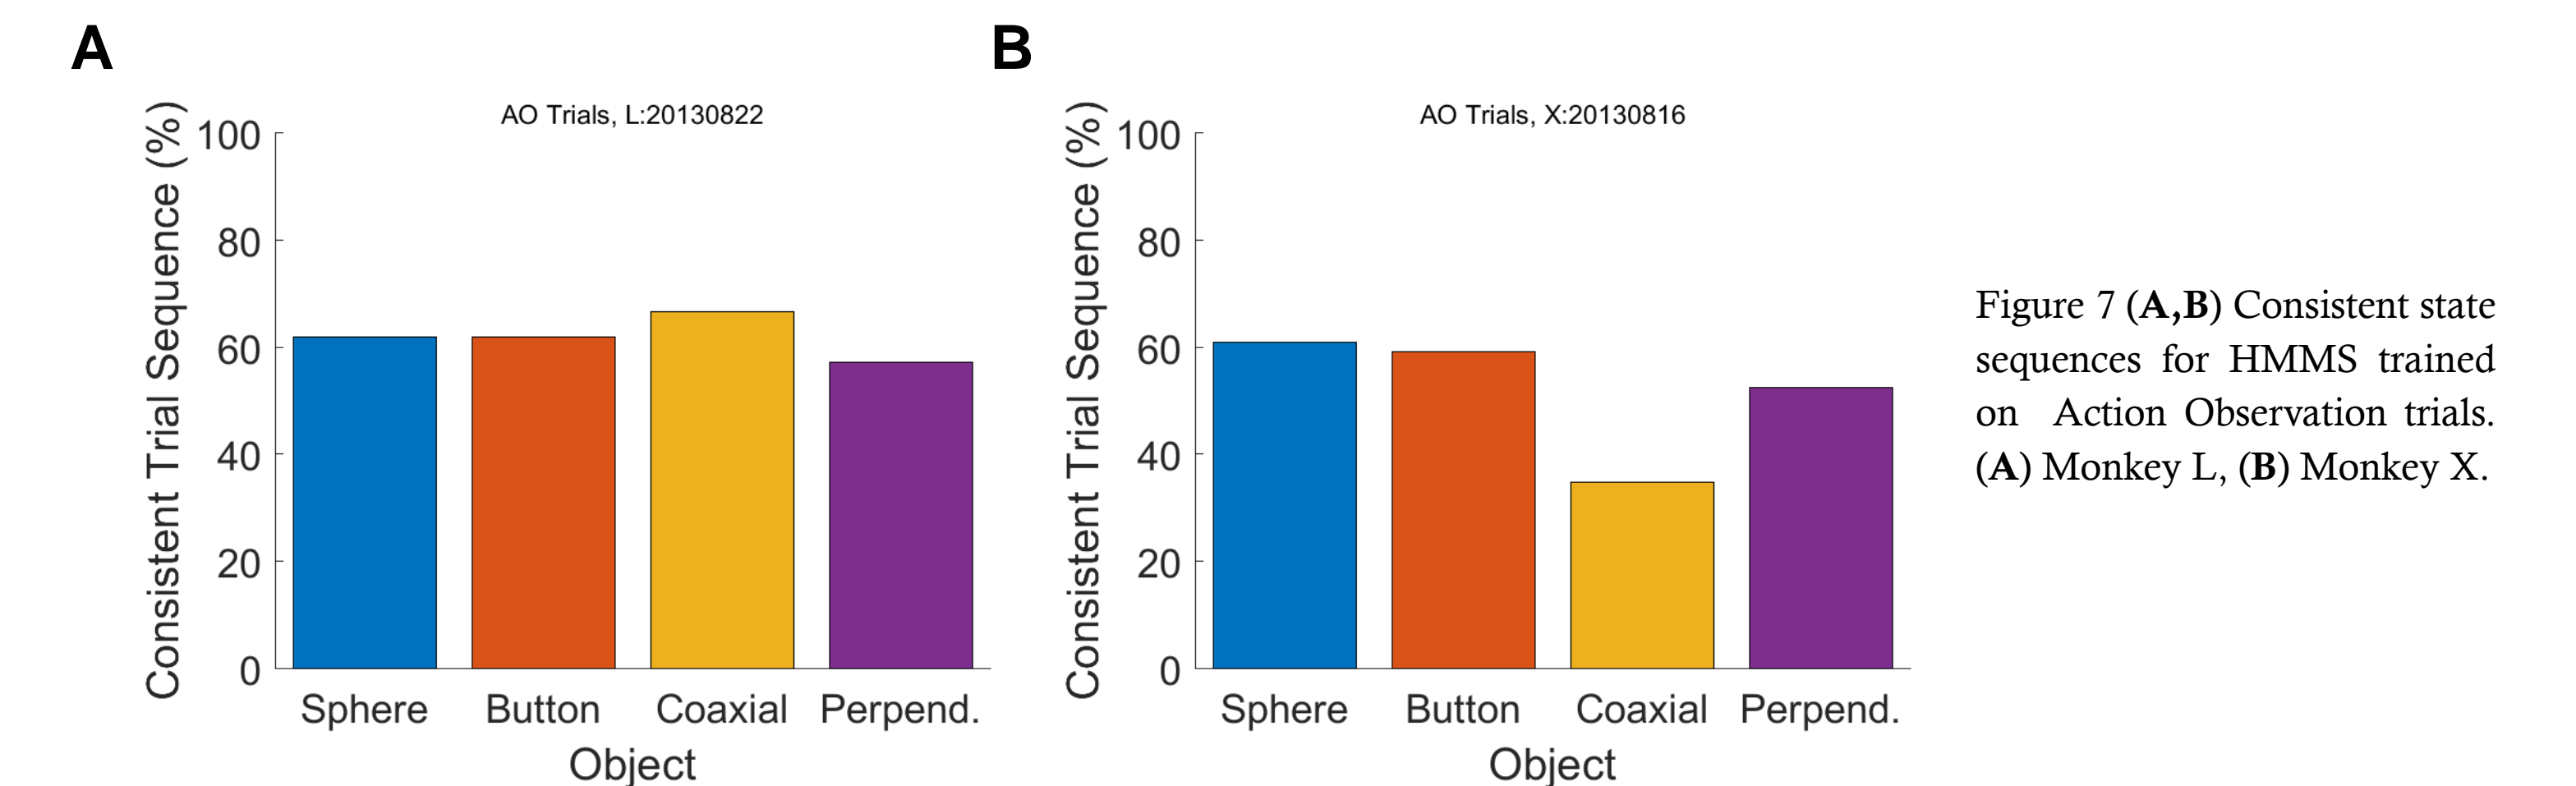 A
AO Trials, L:20130822
Consistent Trial Sequence (%)
100
80
60
40
20
0
Sphere Button Coaxial Perpend.
Object
B
AO Trials, X:20130816
Consistent Trial Sequence (%)
100
80
60
40
20
0
Sphere Button Coaxial Perpend.
Object
Figure 7 (A,B) Consistent state
sequences for HMMS trained
on Action Observation trials.
(A) Monkey L, (B) Monkey X.